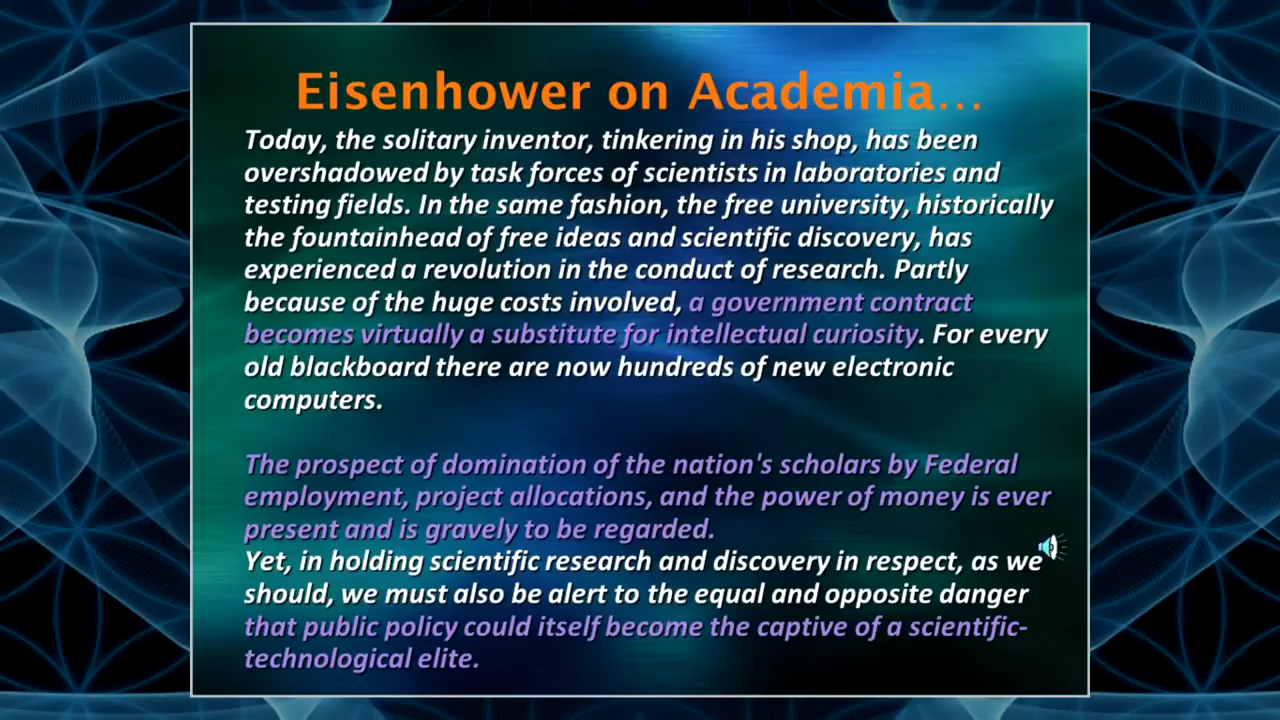 Eisenhower on Academia...
Today, the solitary inventor, tinkering in his shop, has been
overshadowed by task forces of scientists in laboratories and
testing fields. In the same fashion, the free university, historically
the fountainhead of free ideas and scientific discovery, has
experienced a revolution in the conduct of research. Partly
because of the huge costs involved, a government contract
becomes virtually a substitute for intellectual curiosity. For every
old blackboard there are now hundreds of new electronic
computers.
The prospect of domination of the nation's scholars by Federal
employment, project allocations, and the power of money is ever
present and is gravely to be regarded.
Yet, in holding scientific research and discovery in respect, as we
should, we must also be alert to the equal and opposite danger
that public policy could itself become the captive of a scientific-
technological elite.